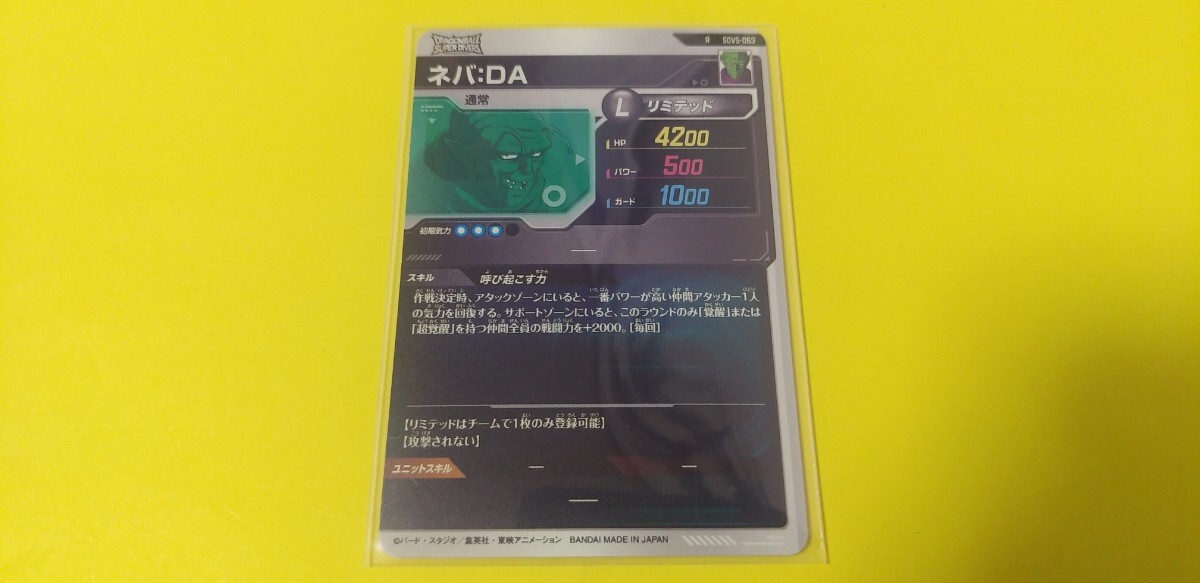 DRAGONBALL
SUPER DIVERS
R SDV5-063
ネバ:DA
通常
L リミテッド
HP 4200
パワー 500
ガード 1000
初期気力
スキル 呼び起こす力
作戦決定時、アタックゾーンにいると、一番パワーが高い仲間アタッカー1人
の気力を回復する。サポートゾーンにいると、このラウンドのみ「覚醒」または
「超覚醒」を持つ仲間全員の戦闘力を+2000。[毎回]
【リミテッドはチームで1枚のみ登録可能】
【攻撃されない】
ユニットスキル
©バード・スタジオ/集英社・東映アニメーション BANDAI MADE IN JAPAN